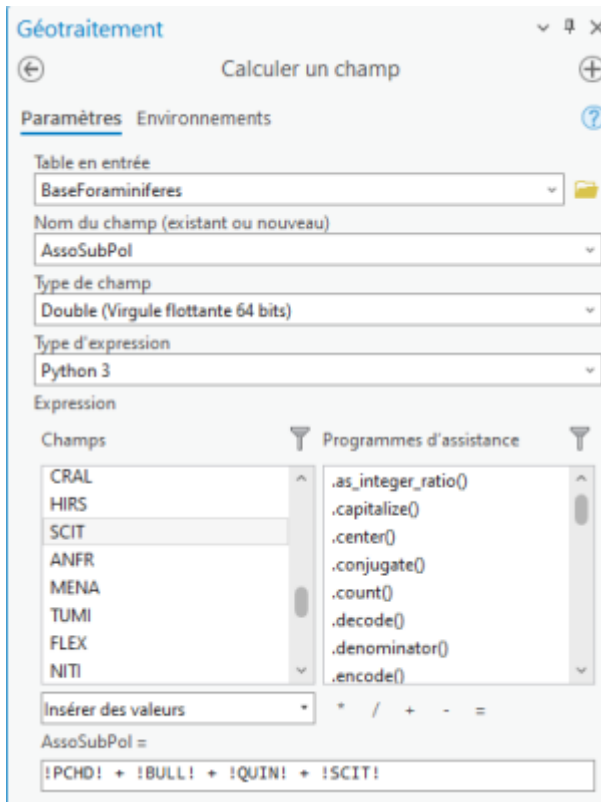 Géotraitement
Calculer un champ
Paramètres Environnements
Table en entrée
BaseForaminiferes
Nom du champ (existant ou nouveau)
AssoSubPol
Type de champ
Double (Virgule flottante 64 bits)
Type d'expression
Python 3
Expression
Champs
CRAL
HIRS
SCIT
ANFR
MENA
TUMI
FLEX
NITI
Programmes d'assistance
.as_integer_ratio()
.capitalize()
.center()
.conjugate()
.count()
.decode()
.denominator()
.encode()
Insérer des valeurs
* / + - =
AssoSubPol =
!PCHD! + !BULL! + !QUIN! + !SCIT!